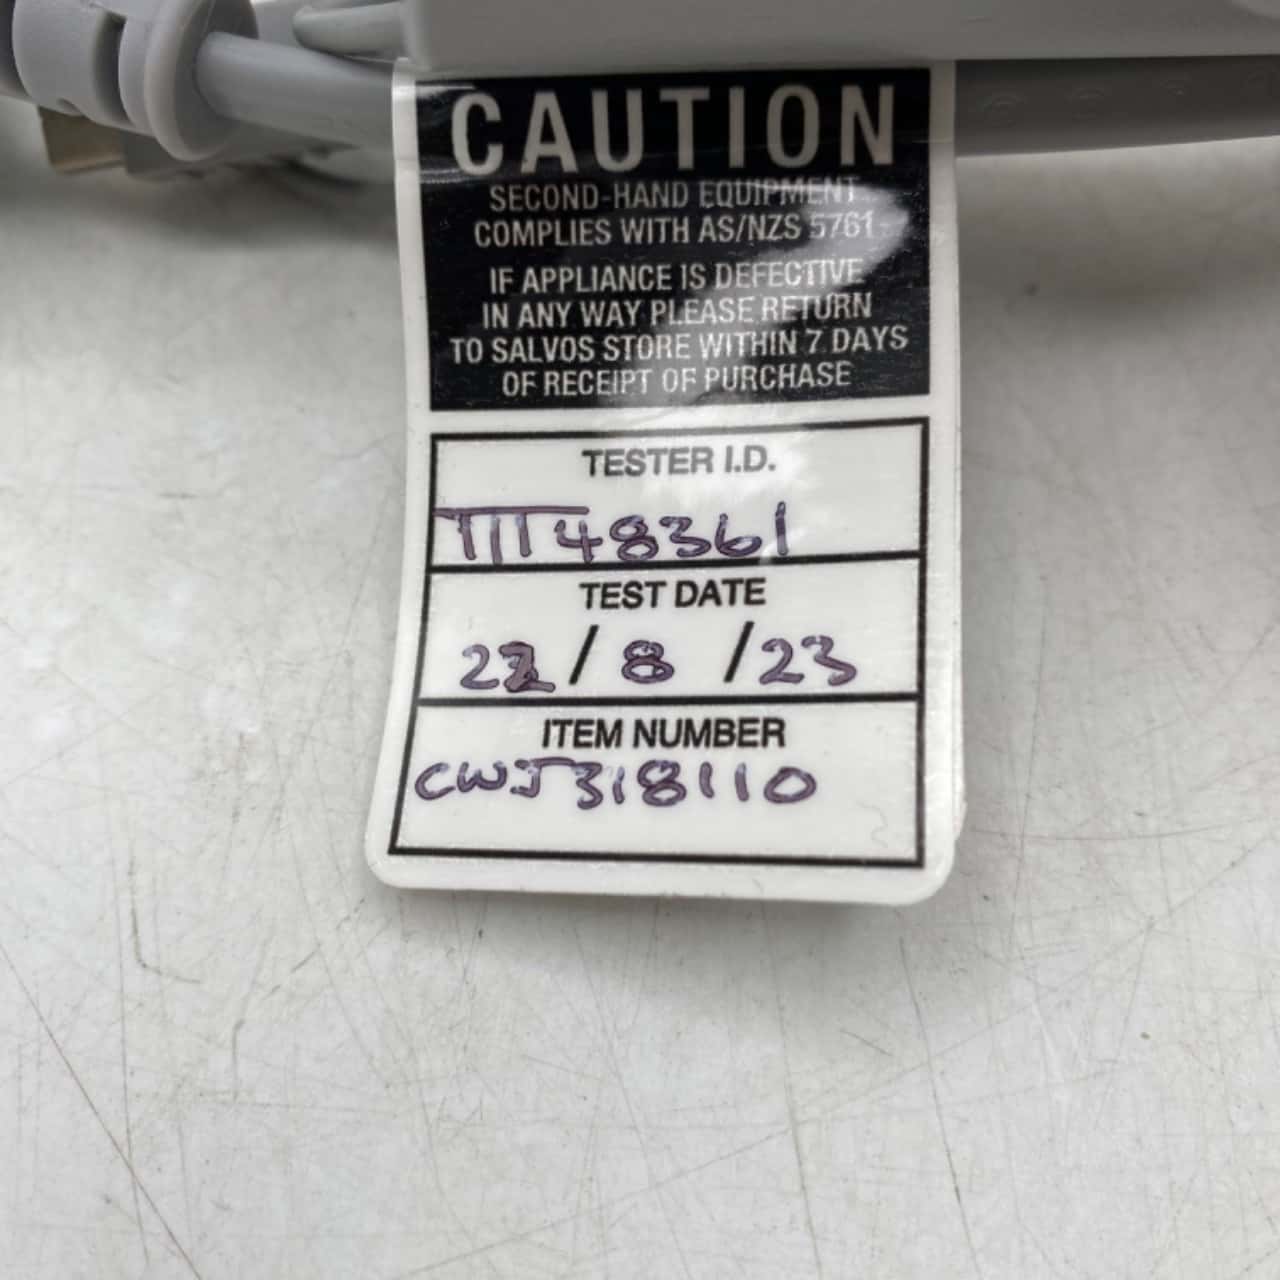 CAUTION
SECOND-HAND EQUIPMENT
COMPLIES WITH AS/NZS 5761
IF APPLIANCE IS DEFECTIVE
IN ANY WAY PLEASE RETURN
TO SALVOS STORE WITHIN 7 DAYS
OF RECEIPT OF PURCHASE
TESTER I.D.
TTT48361
TEST DATE
22/8/23
ITEM NUMBER
CWJ318110